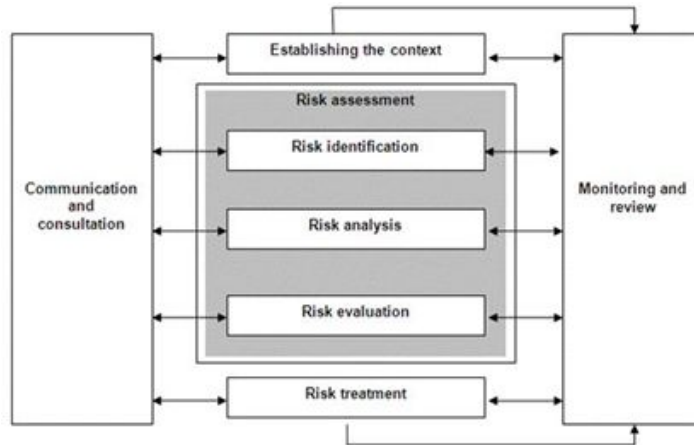 Establishing the context
Risk assessment
Risk identification
Communication
and
consultation
Monitoring and
review
Risk analysis
Risk evaluation
Risk treatment